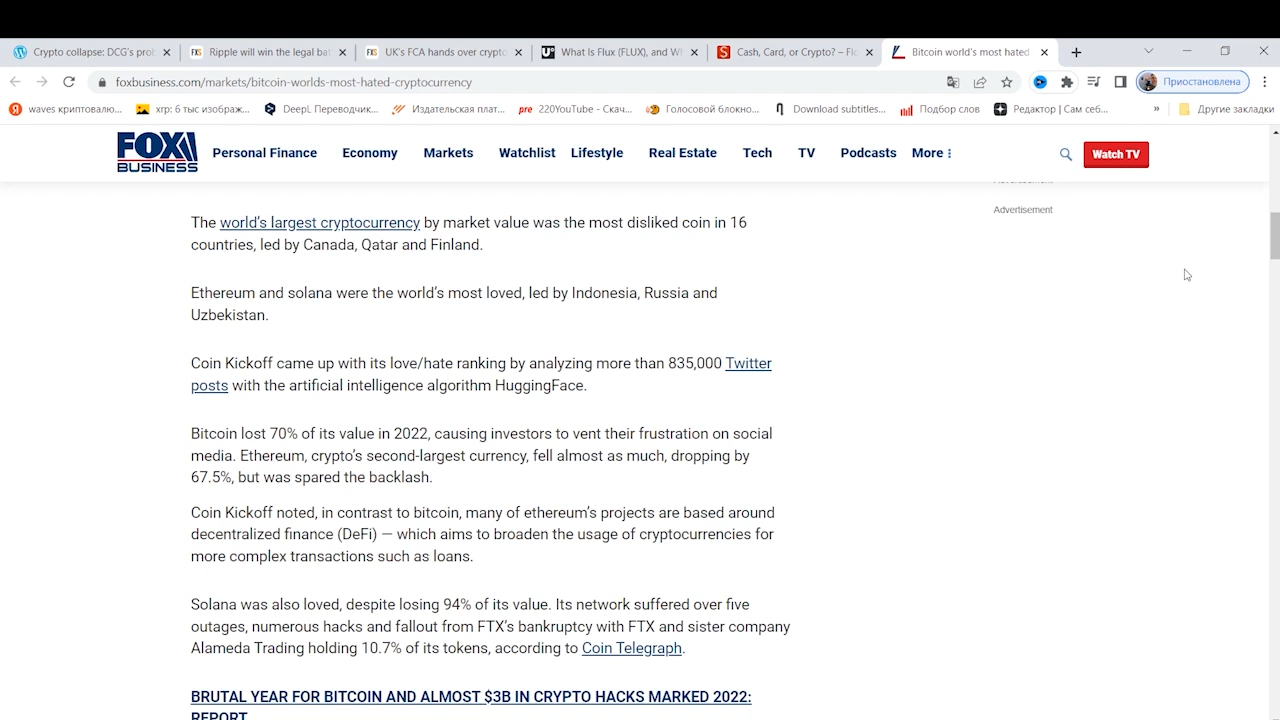 Crypto collapse: DCG's prob
Ripple will win the legal bat
UK's FCA hands over crypto
What Is Flux (FLUX), and W
Cash, Card, or Crypto? – Flo
Bitcoin world's most hated
foxbusiness.com/markets/bitcoin-worlds-most-hated-cryptocurrency
Приостановлена
waves криптовалю...
xrp: 6 тыс изображ...
DeepL Переводчик...
Издательская плат...
pre 220YouTube - Скач...
Голосовой блокно...
Download subtitles...
Подбор слов
Редактор | Сам себ...
»
Другие закладки
FOX BUSINESS
Personal Finance
Economy
Markets
Watchlist
Lifestyle
Real Estate
Tech
TV
Podcasts
More
Watch TV
Advertisement
Advertisement
The world's largest cryptocurrency by market value was the most disliked coin in 16
countries, led by Canada, Qatar and Finland.
Ethereum and solana were the world's most loved, led by Indonesia, Russia and
Uzbekistan.
Coin Kickoff came up with its love/hate ranking by analyzing more than 835,000 Twitter
posts with the artificial intelligence algorithm HuggingFace.
Bitcoin lost 70% of its value in 2022, causing investors to vent their frustration on social
media. Ethereum, crypto's second-largest currency, fell almost as much, dropping by
67.5%, but was spared the backlash.
Coin Kickoff noted, in contrast to bitcoin, many of ethereum's projects are based around
decentralized finance (DeFi) — which aims to broaden the usage of cryptocurrencies for
more complex transactions such as loans.
Solana was also loved, despite losing 94% of its value. Its network suffered over five
outages, numerous hacks and fallout from FTX's bankruptcy with FTX and sister company
Alameda Trading holding 10.7% of its tokens, according to Coin Telegraph.
BRUTAL YEAR FOR BITCOIN AND ALMOST $3B IN CRYPTO HACKS MARKED 2022:
REPORT